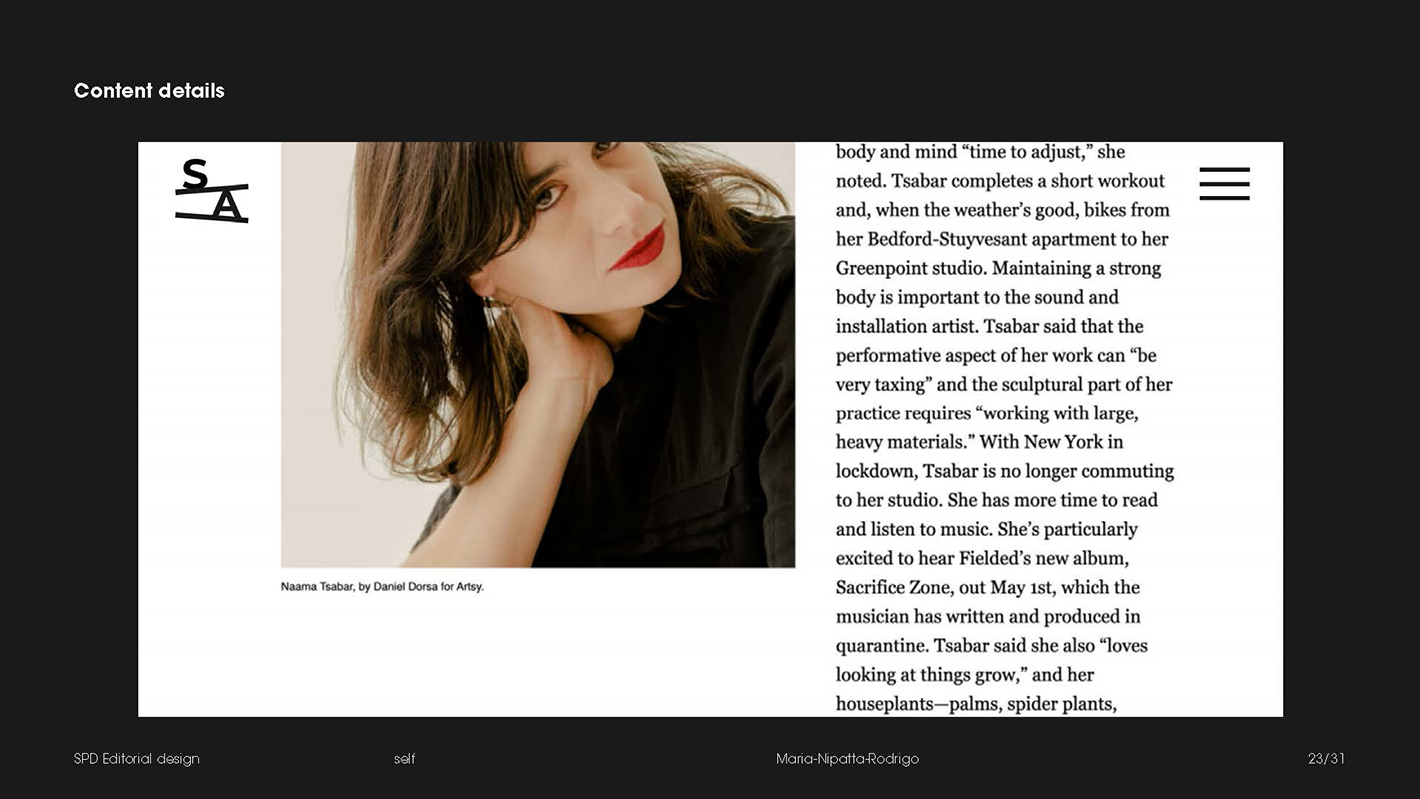 Content details
S
A
Naama Tsabar, by Daniel Dorsa for Artsy.
body and mind “time to adjust,” she
noted. Tsabar completes a short workout
and, when the weather’s good, bikes from
her Bedford-Stuyvesant apartment to her
Greenpoint studio. Maintaining a strong
body is important to the sound and
installation artist. Tsabar said that the
performative aspect of her work can “be
very taxing” and the sculptural part of her
practice requires “working with large,
heavy materials.” With New York in
lockdown, Tsabar is no longer commuting
to her studio. She has more time to read
and listen to music. She’s particularly
excited to hear Fielded’s new album,
Sacrifice Zone, out May 1st, which the
musician has written and produced in
quarantine. Tsabar said she also “loves
looking at things grow,” and her
houseplants—palms, spider plants,
SPD Editorial design
self
Maria-Nipatta-Rodrigo
23/31